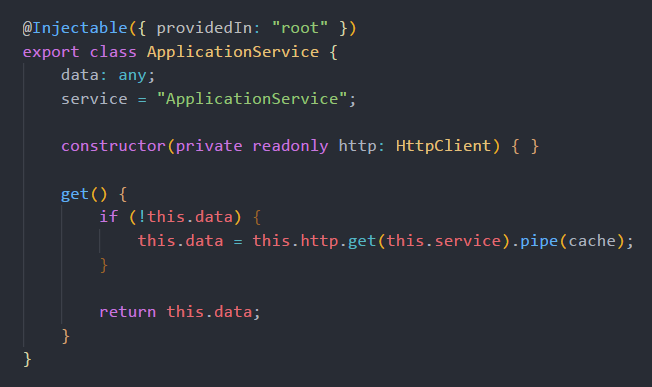 @Injectable({ providedIn: "root" })
export class ApplicationService {
data: any;
service = "ApplicationService";
constructor(private readonly http: HttpClient) { }
get() {
if (!this.data) {
this.data = this.http.get(this.service).pipe(cache);
}
return this.data;
}
}